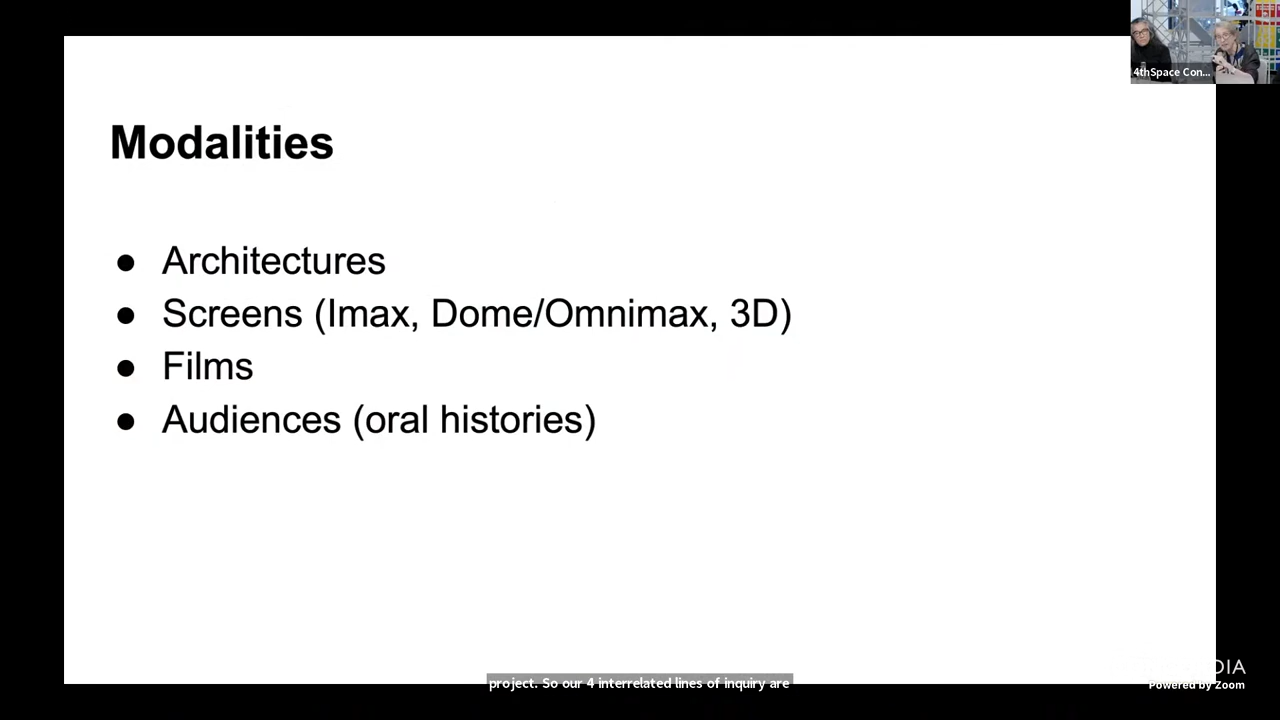 4thSpace Con...
Modalities
● Architectures
● Screens (Imax, Dome/Omnimax, 3D)
● Films
● Audiences (oral histories)
project. So our 4 interrelated lines of inquiry are
DIA
Powered by Zoom